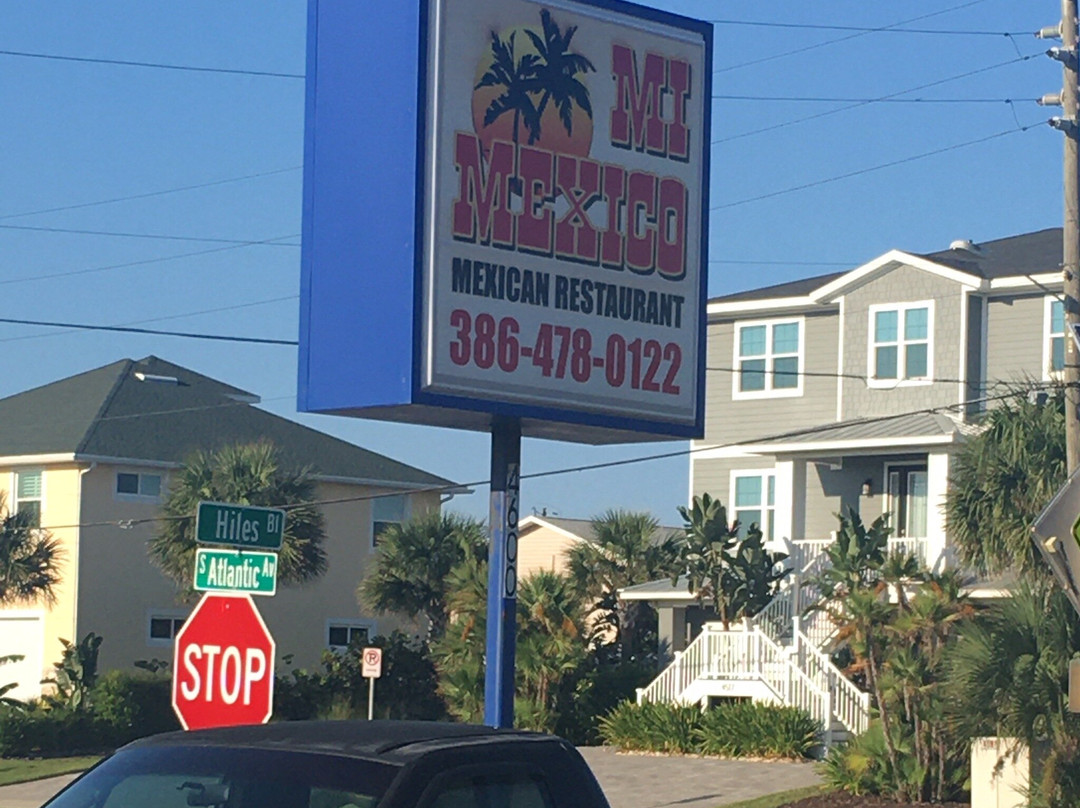 MI
MEXICO
MEXICAN RESTAURANT
386-478-0122
4600
Hiles Bl
S Atlantic Av
STOP